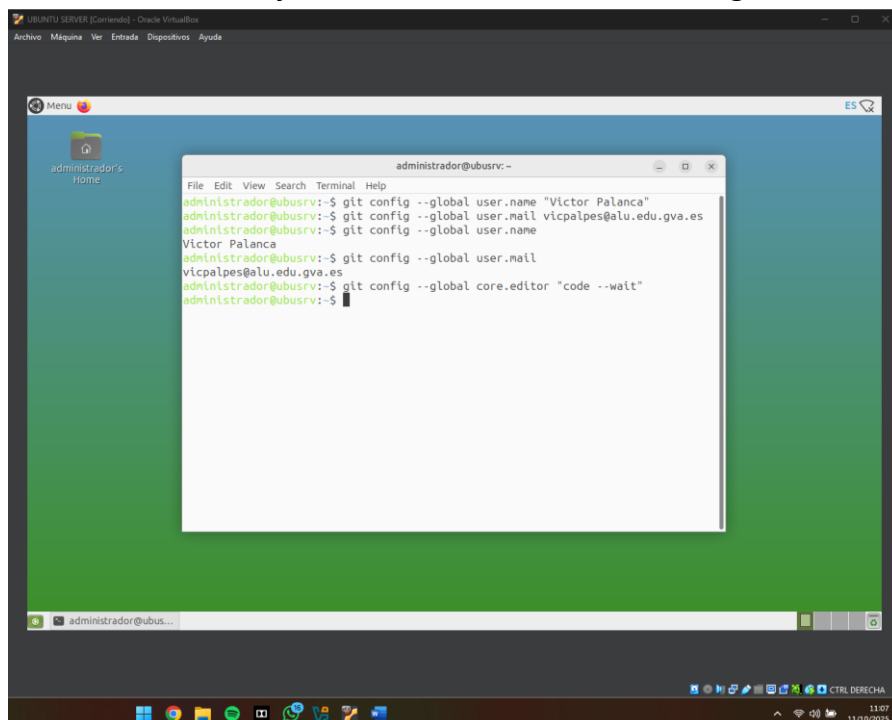 UBUNTU SERVER [Corriendo] - Oracle VirtualBox
Archivo Máquina Ver Entrada Dispositivos Ayuda
Menu
ES
administrador's
Home
administrador@ubusrv: ~
File Edit View Search Terminal Help
administrador@ubusrv:~$ git config --global user.name "Victor Palanca"
administrador@ubusrv:~$ git config --global user.mail vicpalpes@alu.edu.gva.es
administrador@ubusrv:~$ git config --global user.name
Victor Palanca
administrador@ubusrv:~$ git config --global user.mail
vicpalpes@alu.edu.gva.es
administrador@ubusrv:~$ git config --global core.editor "code --wait"
administrador@ubusrv:~$
administrador@ubus...
CTRL DERECHA
11:07
11/10/2025